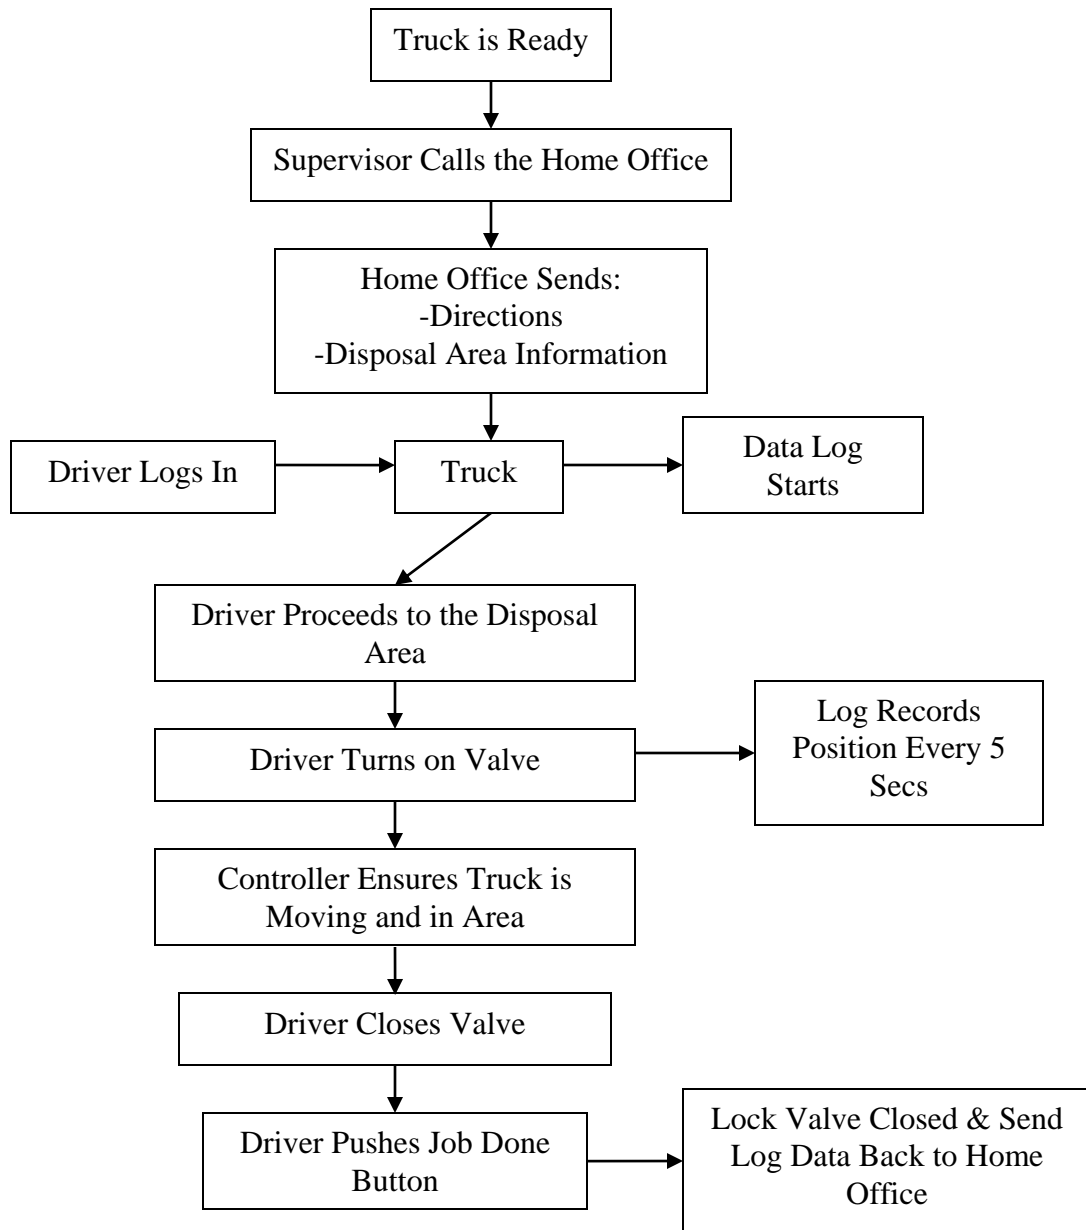 Truck is Ready
Supervisor Calls the Home Office
Home Office Sends:
-Directions
-Disposal Area Information
Driver Logs In
Truck
Data Log
Starts
Driver Proceeds to the Disposal
Area
Driver Turns on Valve
Log Records
Position Every 5
Secs
Controller Ensures Truck is
Moving and in Area
Driver Closes Valve
Driver Pushes Job Done
Button
Lock Valve Closed & Send
Log Data Back to Home
Office